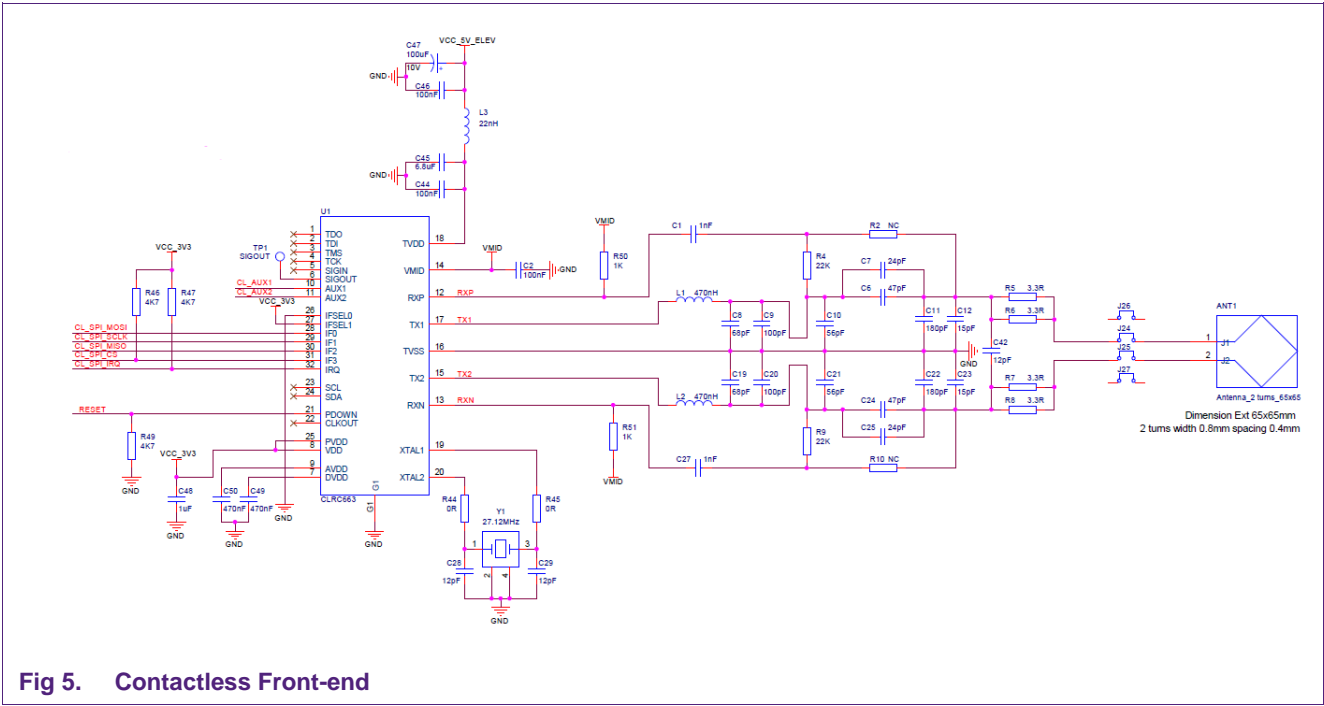 C47
100uF
10V
VCC_5V_ELEV
GND
C46
100nF
L3
22nH
C45
6.8uF
GND
C44
100nF
U1
VCC_3V3
TP1
SIGOUT
R46
4K7
R47
4K7
CL_AUX1
CL_AUX2
VCC_3V3
CL_SPI_MOSI
CL_SPI_SCLK
CL_SPI_MISO
CL_SPI_CS
CL_SPI_IRQ
RESET
R49
4K7
GND
VCC_3V3
C48
1uF
GND
C50
470nF
C49
470nF
GND
GND
1 TDO
2 TDI
3 TMS
4 TCK
5 SIGIN
6 SIGOUT
10 AUX1
11 AUX2
26 IFSEL0
27 IFSEL1
28 IF0
29 IF1
30 IF2
31 IF3
32 IRQ
23 SCL
24 SDA
21 PDOWN
22 CLKOUT
25 PVDD
8 VDD
9 AVDD
7 DVDD
CLRC663
G1
G1
GND
TVDD 18
VMID 14
RXP 12 RXP
TX1 17 TX1
TVSS 16
TX2 15 TX2
RXN 13 RXN
XTAL1 19
XTAL2 20
VMID
C2
100nF
GND
VMID
R50
1K
R51
1K
VMID
R44
0R
R45
0R
Y1
27.12MHz
1
3
2
4
C28
12pF
C29
12pF
GND
C1 1nF
R2 NC
R4
22K
C7 24pF
C6 47pF
L1 470nH
C8
68pF
C9
100pF
C10
56pF
C11
180pF
C12
15pF
GND
C19
68pF
C20
100pF
C21
56pF
C22
180pF
C23
15pF
L2 470nH
C24 47pF
C25 24pF
R9
22K
C27 1nF
R10 NC
C42
12pF
R5 3.3R
R6 3.3R
R7 3.3R
R8 3.3R
J26
J24
J25
J27
ANT1
1 J1
2 J2
Antenna_2 turns_65x65
Dimension Ext 65x65mm
2 turns width 0.8mm spacing 0.4mm
Fig 5. Contactless Front-end